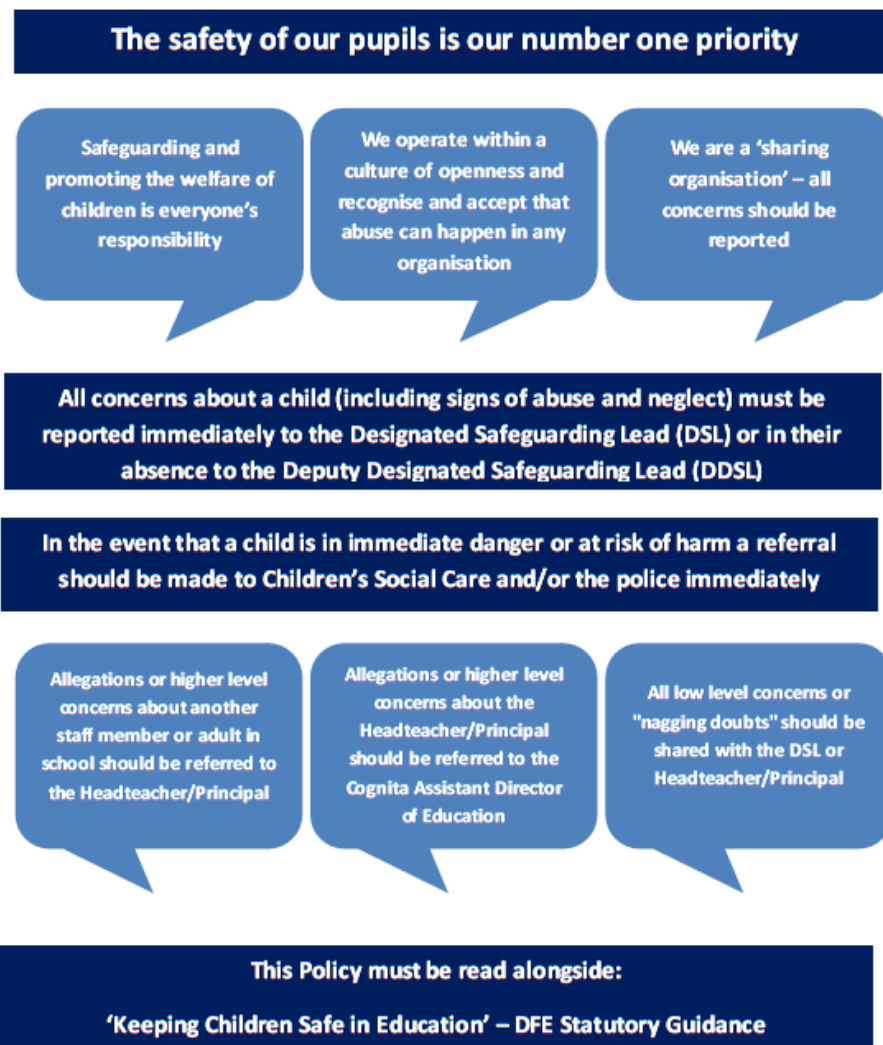 The safety of our pupils is our number one priority
Safeguarding and
promoting the welfare of
children is everyone's
responsibility
We operate within a
culture of openness and
recognise and accept that
abuse can happen in any
organisation
We are a 'sharing
organisation' – all
concerns should be
reported
All concerns about a child (including signs of abuse and neglect) must be
reported immediately to the Designated Safeguarding Lead (DSL) or in their
absence to the Deputy Designated Safeguarding Lead (DDSL)
In the event that a child is in immediate danger or at risk of harm a referral
should be made to Children's Social Care and/or the police immediately
Allegations or higher level
concerns about another
staff member or adult in
school should be referred to
the Headteacher/Principal
Allegations or higher level
concerns about the
Headteacher/Principal
should be referred to the
Cognita Assistant Director
of Education
All low level concerns or
"nagging doubts" should be
shared with the DSL or
Headteacher/Principal
This Policy must be read alongside:
'Keeping Children Safe in Education' – DFE Statutory Guidance